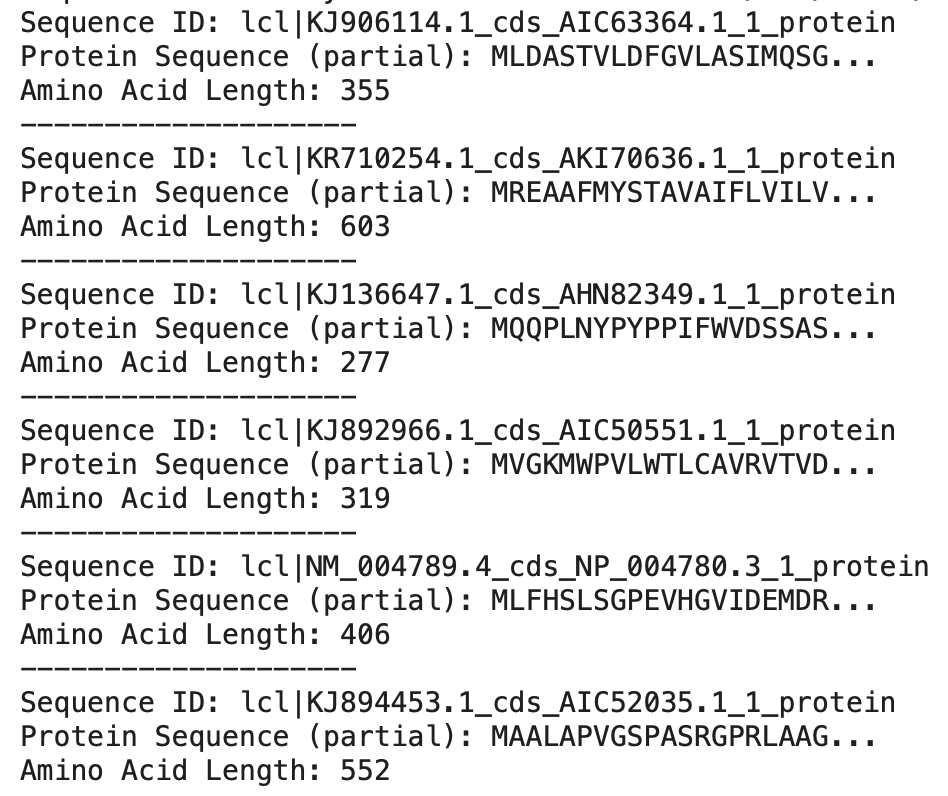 Sequence ID: lcl|KJ906114.1_cds_AIC63364.1_1_protein
Protein Sequence (partial): MLDASTVLDFGVLASIMQSG...
Amino Acid Length: 355
--------------------
Sequence ID: lcl|KR710254.1_cds_AKI70636.1_1_protein
Protein Sequence (partial): MREAAFMYSTAVAIFLVILV...
Amino Acid Length: 603
--------------------
Sequence ID: lcl|KJ136647.1_cds_AHN82349.1_1_protein
Protein Sequence (partial): MQQPLNYPYPPIFWVDSSAS...
Amino Acid Length: 277
--------------------
Sequence ID: lcl|KJ892966.1_cds_AIC50551.1_1_protein
Protein Sequence (partial): MVGKMWPVLWTLCAVRVTVD...
Amino Acid Length: 319
--------------------
Sequence ID: lcl|NM_004789.4_cds_NP_004780.3_1_protein
Protein Sequence (partial): MLFHSLSGPEVHGVIDEMDR...
Amino Acid Length: 406
--------------------
Sequence ID: lcl|KJ894453.1_cds_AIC52035.1_1_protein
Protein Sequence (partial): MAALAPVGSPASRGPRLAAG...
Amino Acid Length: 552